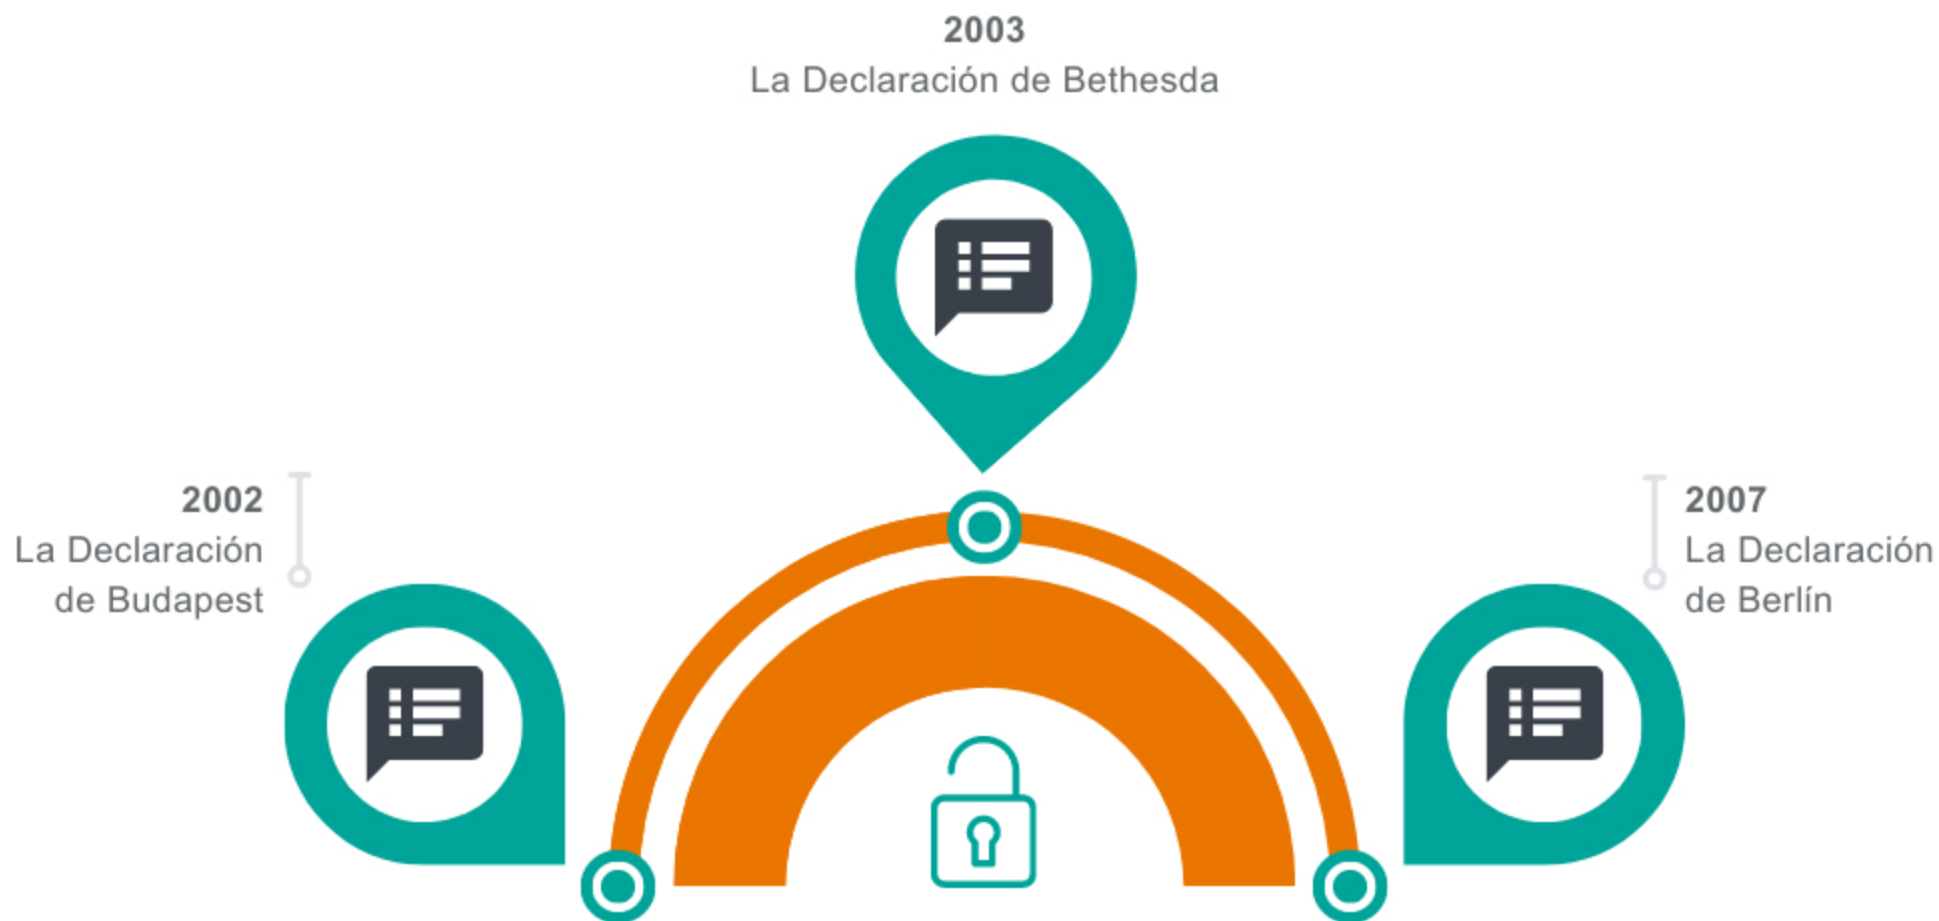 2003
La Declaración de Bethesda
2002
La Declaración
de Budapest
2007
La Declaración
de Berlín